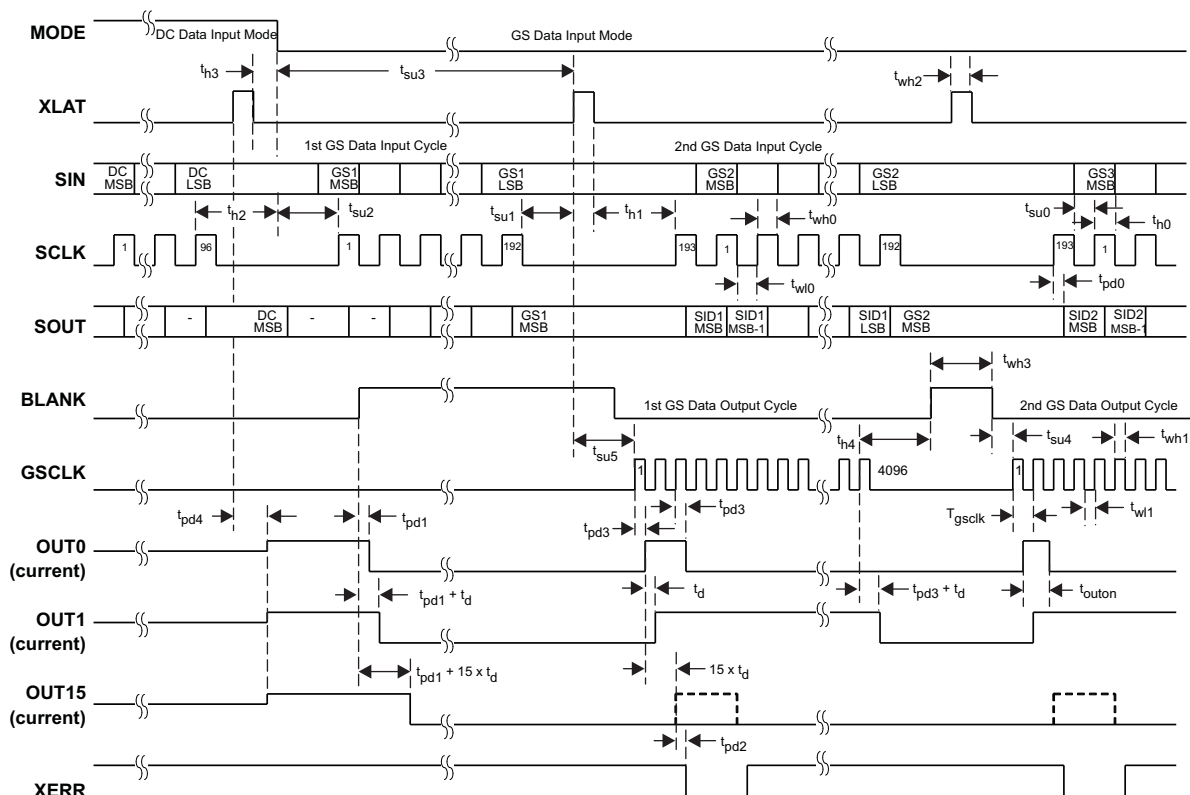 MODE
DC Data Input Mode
GS Data Input Mode
th3
tsu3
twh2
XLAT
1st GS Data Input Cycle
2nd GS Data Input Cycle
SIN
DC MSB
DC LSB
GS1 MSB
GS1 LSB
GS2 MSB
GS2 LSB
GS3 MSB
th2
tsu2
tsu1
th1
twh0
tsu0
th0
SCLK
1
96
1
192
193
1
192
193
1
twl0
tpd0
SOUT
-
DC MSB
-
-
GS1 MSB
SID1 MSB
SID1 MSB-1
SID1 LSB
GS2 MSB
SID2 MSB
SID2 MSB-1
twh3
BLANK
1st GS Data Output Cycle
2nd GS Data Output Cycle
tsu5
th4
tsu4
twh1
GSCLK
1
4096
1
tpd4
tpd1
tpd3
tpd3
Tgsclk
twl1
OUT0
(current)
tpd1 + td
td
tpd3 + td
touton
OUT1
(current)
tpd1 + 15 x td
15 x td
OUT15
(current)
tpd2
XERR